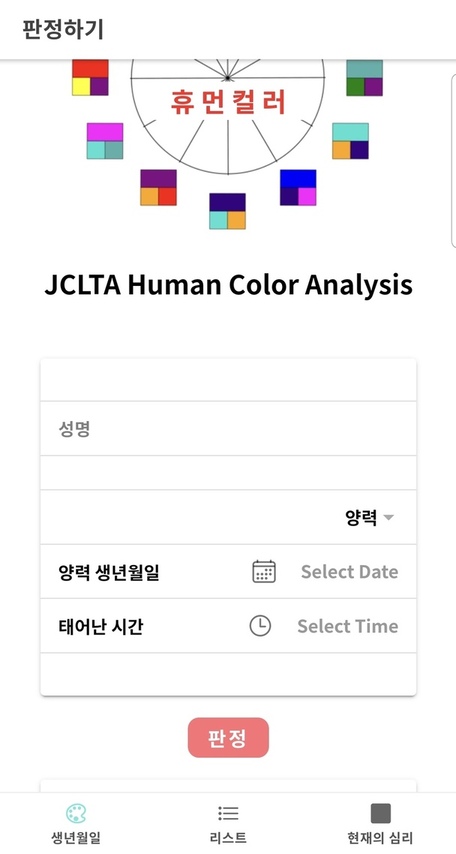 판정하기
휴먼컬러
JCLTA Human Color Analysis
성명
양력
양력 생년월일 Select Date
태어난 시간 Select Time
판정
생년월일 리스트 현재의 심리